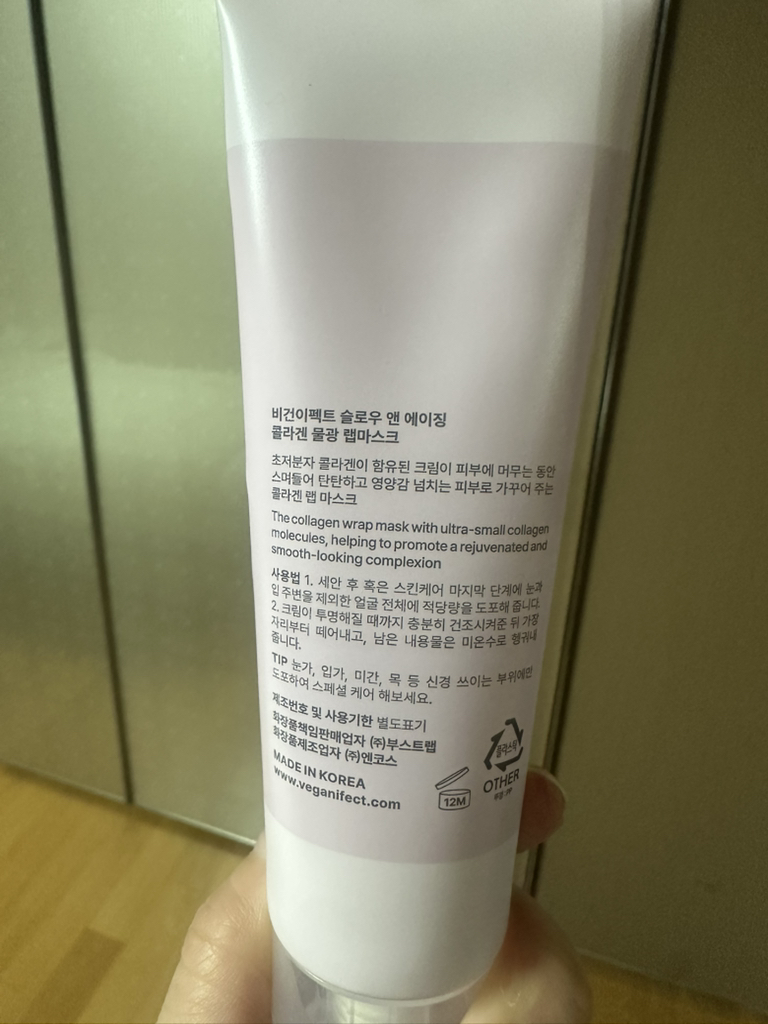 비건이펙트 슬로우 앤 에이징
콜라겐 물광 랩마스크
초저분자 콜라겐이 함유된 크림이 피부에 머무는 동안
스며들어 탄탄하고 영양감 넘치는 피부로 가꾸어 주는
콜라겐 랩 마스크
The collagen wrap mask with ultra-small collagen
molecules, helping to promote a rejuvenated and
smooth-looking complexion
사용법 1. 세안 후 혹은 스킨케어 마지막 단계에 눈과
입 주변을 제외한 얼굴 전체에 적당량을 도포해 줍니다.
2. 크림이 투명해질 때까지 충분히 건조시켜준 뒤 가장
자리부터 떼어내고, 남은 내용물은 미온수로 헹궈내
줍니다.
TIP 눈가, 입가, 미간, 목 등 신경 쓰이는 부위에만
도포하여 스페셜 케어 해보세요.
제조번호 및 사용기한 별도표기
화장품책임판매업자 (주)부스트랩
화장품제조업자 (주)엔코스
MADE IN KOREA
www.veganifect.com
12M
플라스틱
OTHER